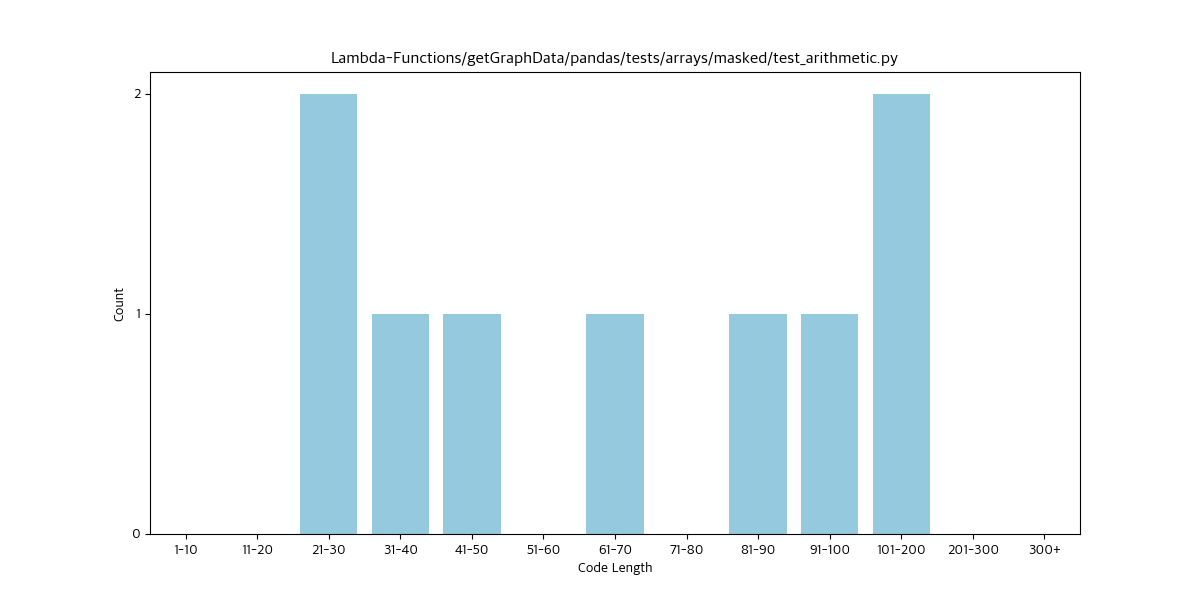 Lambda-Functions/getGraphData/pandas/tests/arrays/masked/test_arithmetic.py
2
1
0
Count
1-10 11-20 21-30 31-40 41-50 51-60 61-70 71-80 81-90 91-100 101-200 201-300 300+
Code Length